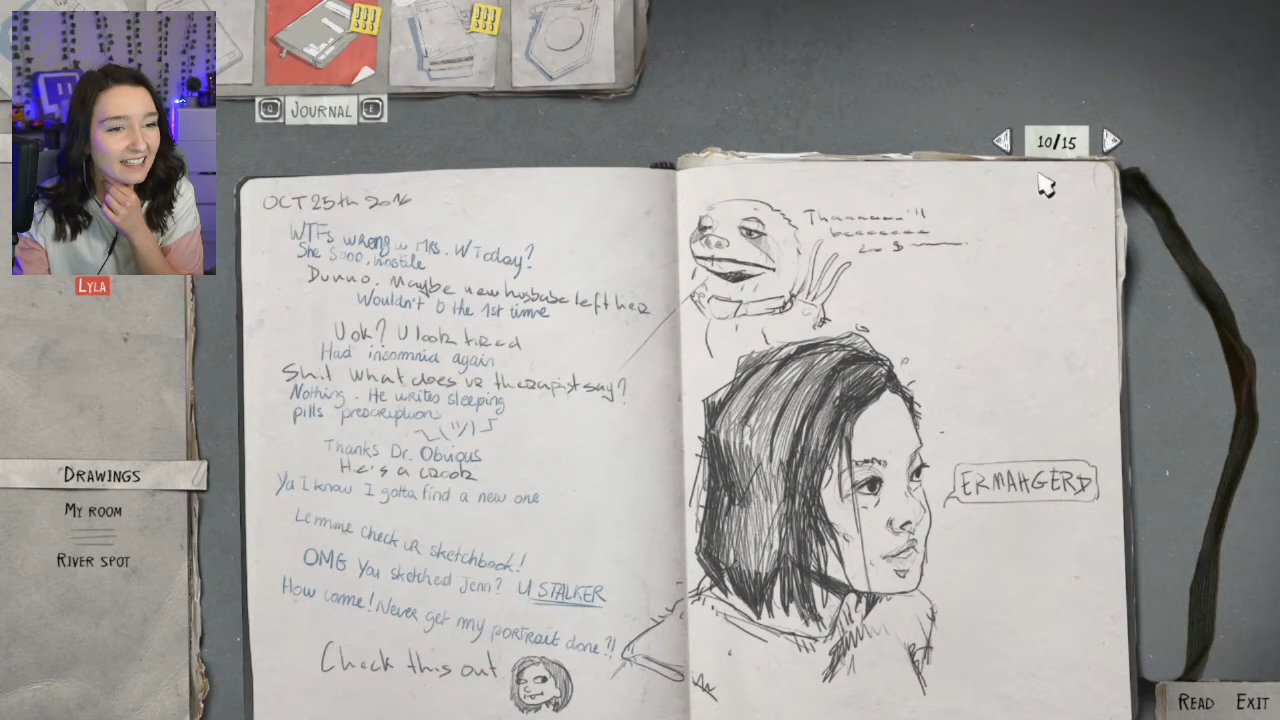 JOURNAL
Q
E
10/15
LYLA
DRAWINGS
MY ROOM
RIVER SPOT
OCT 25th 2016
WTFs wrong w Mrs. W Today?
She sooo hostile
Dunno. Maybe new husbabe left her
Wouldn't b the 1st time
U ok? U look tired
Had insomnia again
Shit what does ur therapist say?
Nothing. He writes sleeping
pills prescription
Thanks Dr. Obvious
He's a crook
Ya I know I gotta find a new one
Lemme check ur sketchbook!
OMG You sketched Jenn? U STALKER
How come! Never get my portrait done?!
Check this out
ERMAHGERD
READ
EXIT